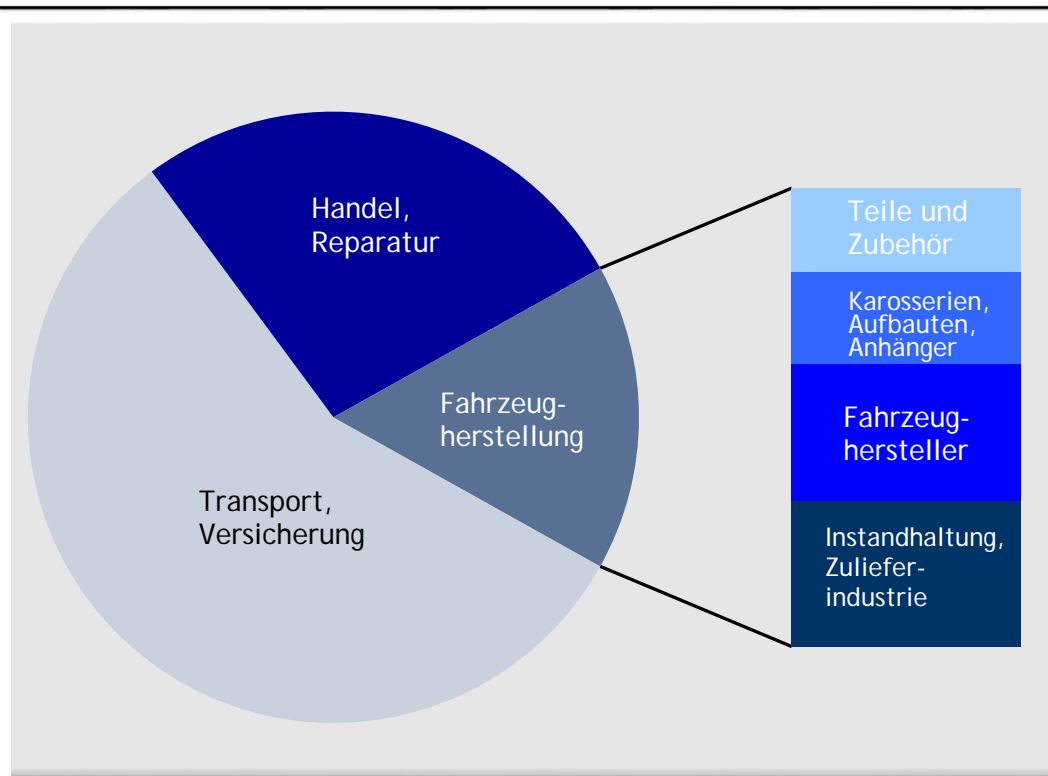 Handel,
Reparatur
Fahrzeug-
herstellung
Transport,
Versicherung
Teile und
Zubehör
Karosserien,
Aufbauten,
Anhänger
Fahrzeug-
hersteller
Instandhaltung,
Zuliefer-
industrie